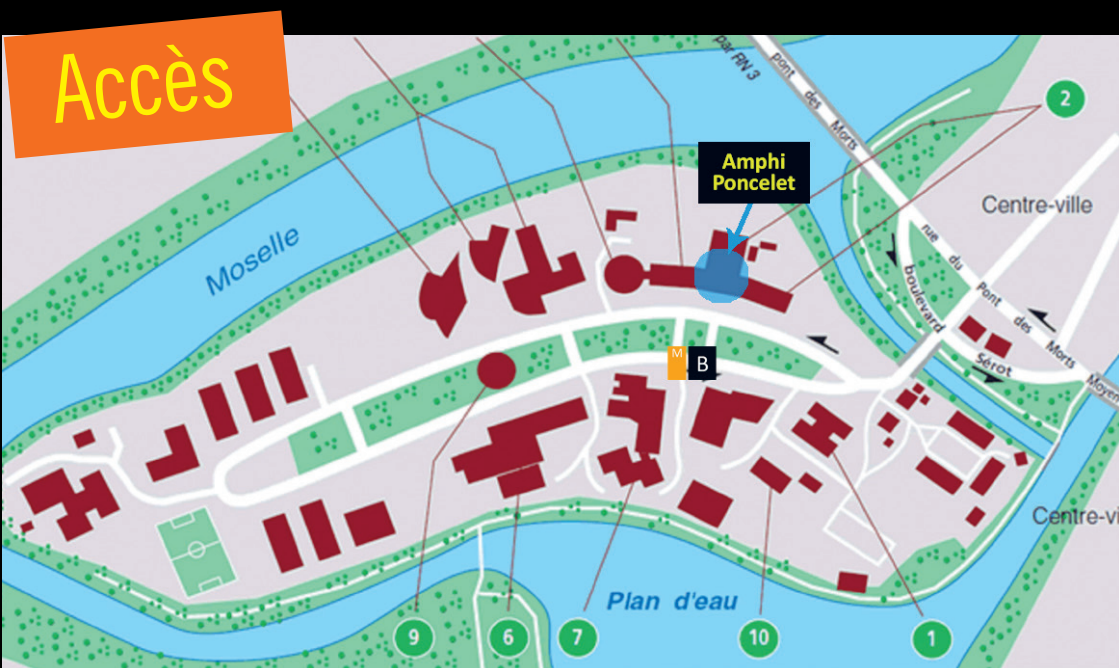 Accès
par RN 3
pont des Morts
2
Amphi
Poncelet
Centre-ville
Moselle
rue du Pont des Morts
boulevard Sérot
M
B
Centre-vi
Plan d'eau
9
6
7
10
1